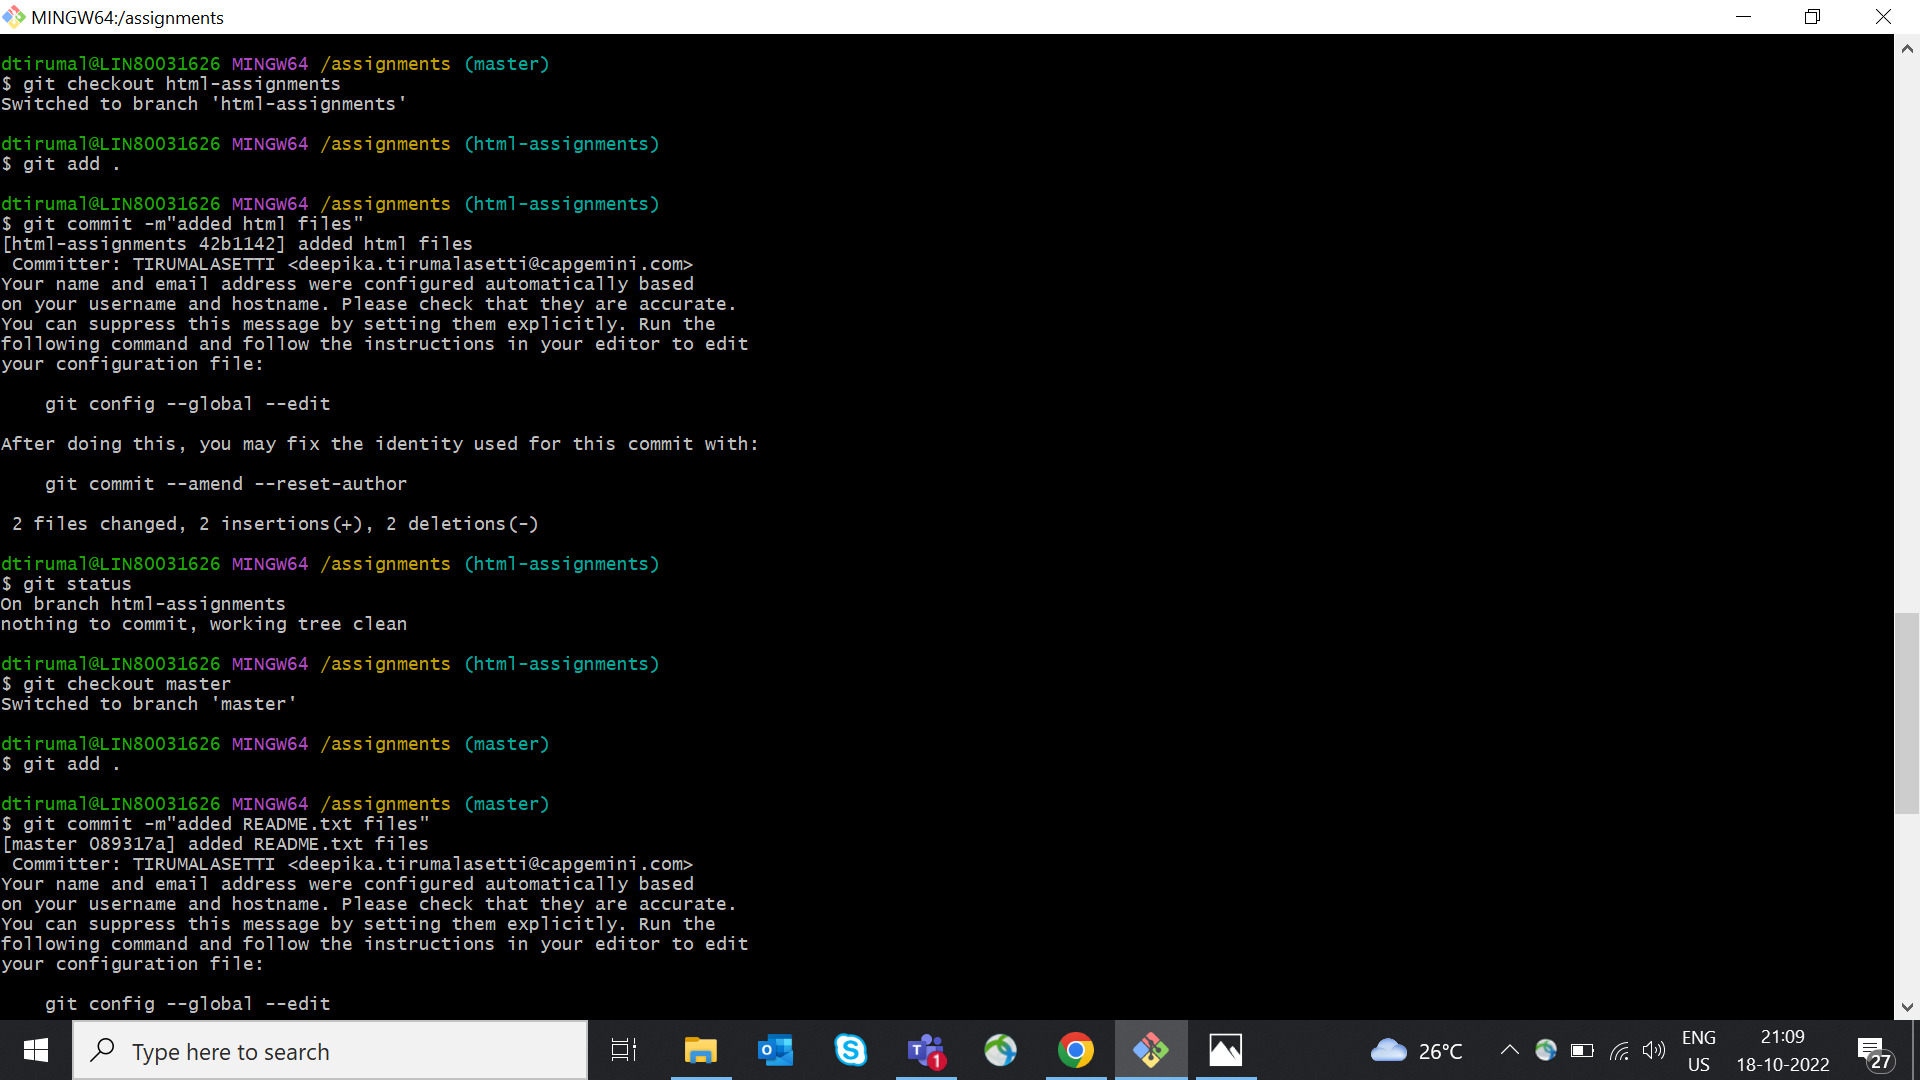 MINGW64:/assignments
dtirumal@LIN80031626 MINGW64 /assignments (master)
$ git checkout html-assignments
Switched to branch 'html-assignments'
dtirumal@LIN80031626 MINGW64 /assignments (html-assignments)
$ git add .
dtirumal@LIN80031626 MINGW64 /assignments (html-assignments)
$ git commit -m"added html files"
[html-assignments 42b1142] added html files
Committer: TIRUMALASETTI <deepika.tirumalasetti@capgemini.com>
Your name and email address were configured automatically based
on your username and hostname. Please check that they are accurate.
You can suppress this message by setting them explicitly. Run the
following command and follow the instructions in your editor to edit
your configuration file:
git config --global --edit
After doing this, you may fix the identity used for this commit with:
git commit --amend --reset-author
2 files changed, 2 insertions(+), 2 deletions(-)
dtirumal@LIN80031626 MINGW64 /assignments (html-assignments)
$ git status
On branch html-assignments
nothing to commit, working tree clean
dtirumal@LIN80031626 MINGW64 /assignments (html-assignments)
$ git checkout master
Switched to branch 'master'
dtirumal@LIN80031626 MINGW64 /assignments (master)
$ git add .
dtirumal@LIN80031626 MINGW64 /assignments (master)
$ git commit -m"added README.txt files"
[master 089317a] added README.txt files
Committer: TIRUMALASETTI <deepika.tirumalasetti@capgemini.com>
Your name and email address were configured automatically based
on your username and hostname. Please check that they are accurate.
You can suppress this message by setting them explicitly. Run the
following command and follow the instructions in your editor to edit
your configuration file:
git config --global --edit
Type here to search
1
26°C
ENG
US
21:09
18-10-2022
27